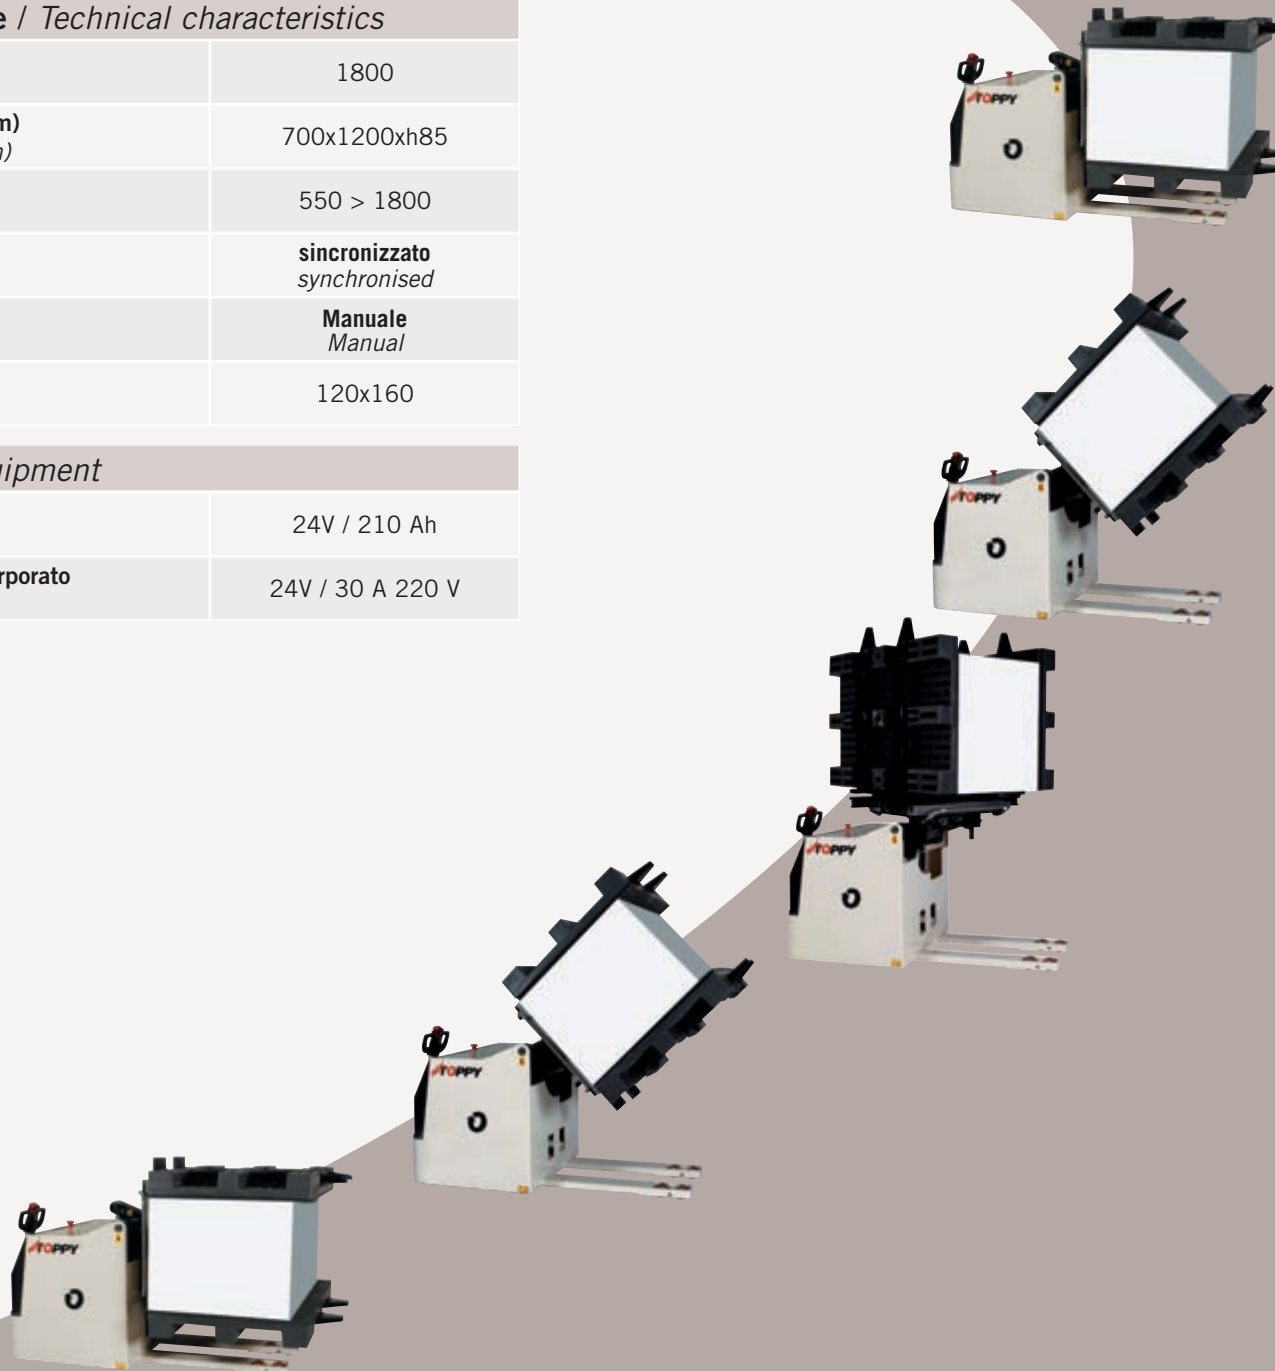 e / Technical characteristics
1800
m)
700x1200xh85
550 > 1800
sincronizzato
synchronised
Manuale
Manual
120x160
uipment
24V / 210 Ah
rporato
24V / 30 A 220 V
TOPPY
TOPPY
TOPPY
TOPPY
TOPPY